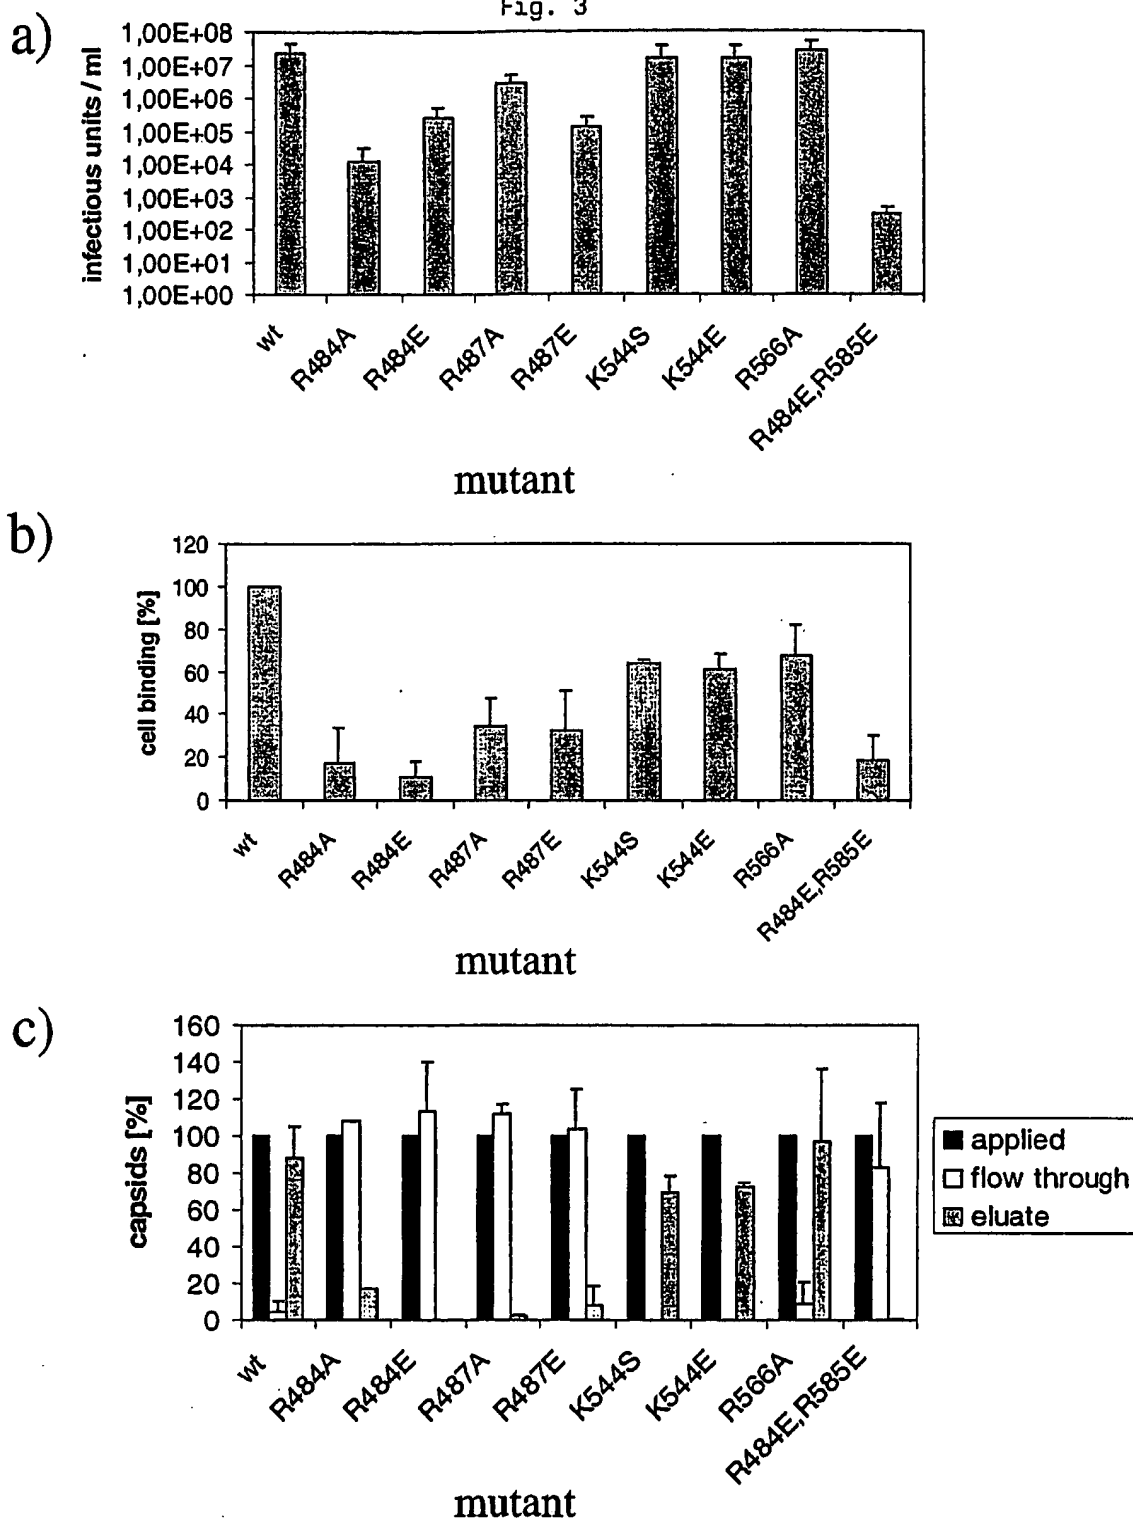 Fig. 3
a)
infectious units / ml
1,00E+08
1,00E+07
1,00E+06
1,00E+05
1,00E+04
1,00E+03
1,00E+02
1,00E+01
1,00E+00
wt
R484A
R484E
R487A
R487E
K544S
K544E
R566A
R484E,R585E
mutant
b)
cell binding [%]
120
100
80
60
40
20
0
wt
R484A
R484E
R487A
R487E
K544S
K544E
R566A
R484E,R585E
mutant
c)
capsids [%]
160
140
120
100
80
60
40
20
0
wt
R484A
R484E
R487A
R487E
K544S
K544E
R566A
R484E,R585E
mutant
applied
flow through
eluate